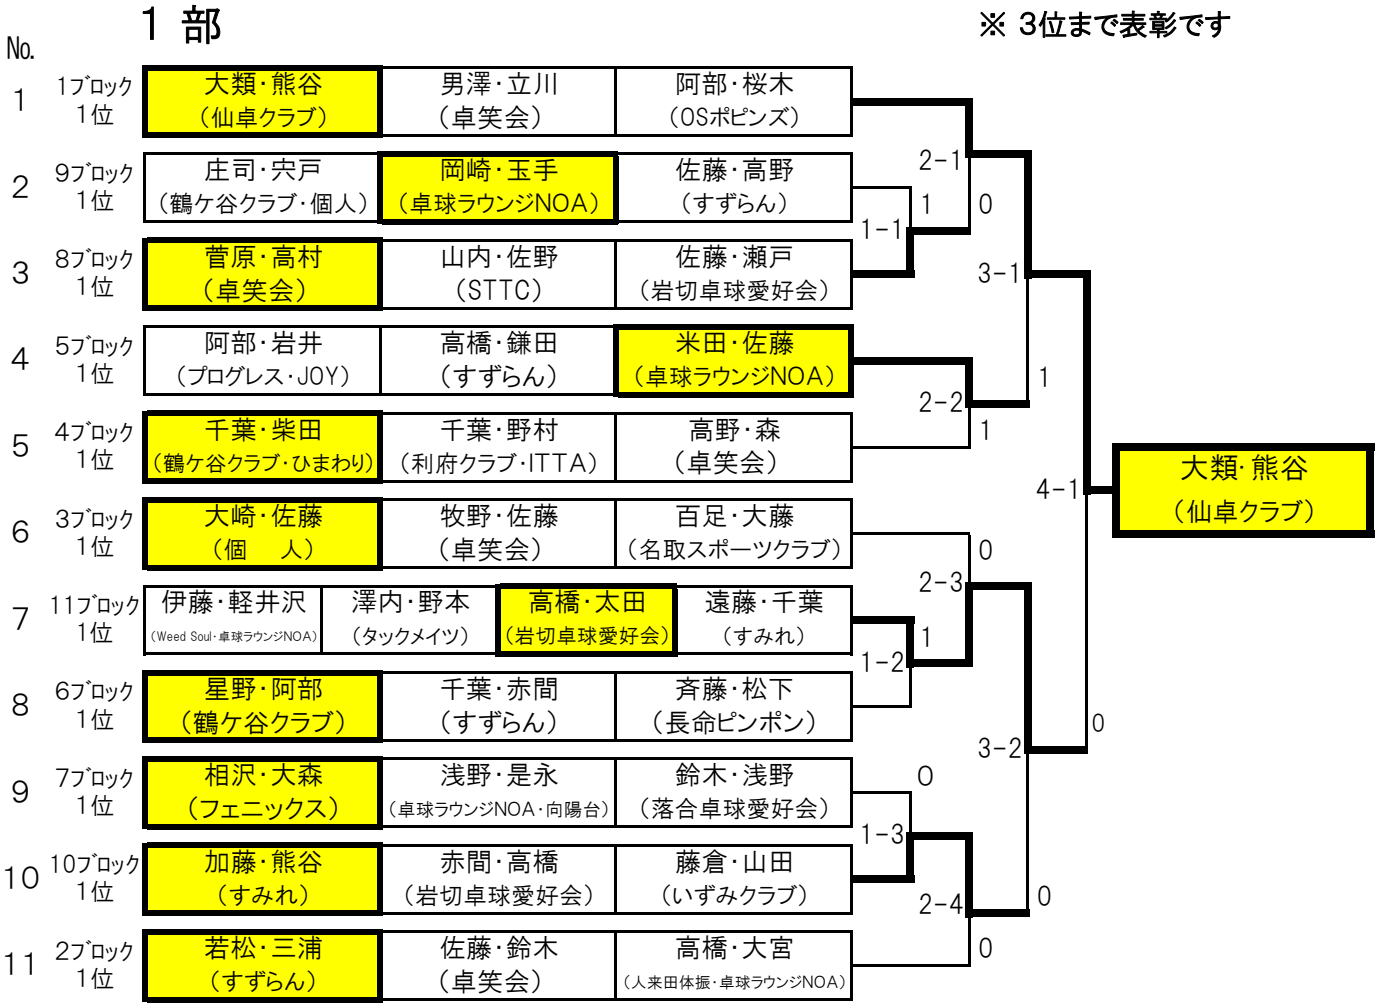 １ 部
※ ３位まで表彰です
No.
1
1ブロック
1位
大類・熊谷
（仙卓クラブ）
男澤・立川
（卓笑会）
阿部・桜木
（OSポピンズ）
2
9ブロック
1位
庄司・宍戸
（鶴ケ谷クラブ・個人）
岡崎・玉手
（卓球ラウンジNOA）
佐藤・高野
（すずらん）
3
8ブロック
1位
菅原・高村
（卓笑会）
山内・佐野
（STTC）
佐藤・瀬戸
（岩切卓球愛好会）
4
5ブロック
1位
阿部・岩井
（プログレス・JOY）
高橋・鎌田
（すずらん）
米田・佐藤
（卓球ラウンジNOA）
5
4ブロック
1位
千葉・柴田
（鶴ケ谷クラブ・ひまわり）
千葉・野村
（利府クラブ・ITTA）
高野・森
（卓笑会）
6
3ブロック
1位
大崎・佐藤
（個　人）
牧野・佐藤
（卓笑会）
百足・大藤
（名取スポーツクラブ）
7
11ブロック
1位
伊藤・軽井沢
（Weed Soul・卓球ラウンジNOA）
澤内・野本
（タックメイツ）
高橋・太田
（岩切卓球愛好会）
遠藤・千葉
（すみれ）
8
6ブロック
1位
星野・阿部
（鶴ケ谷クラブ）
千葉・赤間
（すずらん）
斉藤・松下
（長命ピンポン）
9
7ブロック
1位
相沢・大森
（フェニックス）
浅野・是永
（卓球ラウンジNOA・向陽台）
鈴木・浅野
（落合卓球愛好会）
10
10ブロック
1位
加藤・熊谷
（すみれ）
赤間・高橋
（岩切卓球愛好会）
藤倉・山田
（いずみクラブ）
11
2ブロック
1位
若松・三浦
（すずらん）
佐藤・鈴木
（卓笑会）
高橋・大宮
（人来田体振・卓球ラウンジNOA）
2-1
1
0
1-1
3-1
1
2-2
1
4-1
0
2-3
1
1-2
0
3-2
0
1-3
0
2-4
0
大類・熊谷
（仙卓クラブ）